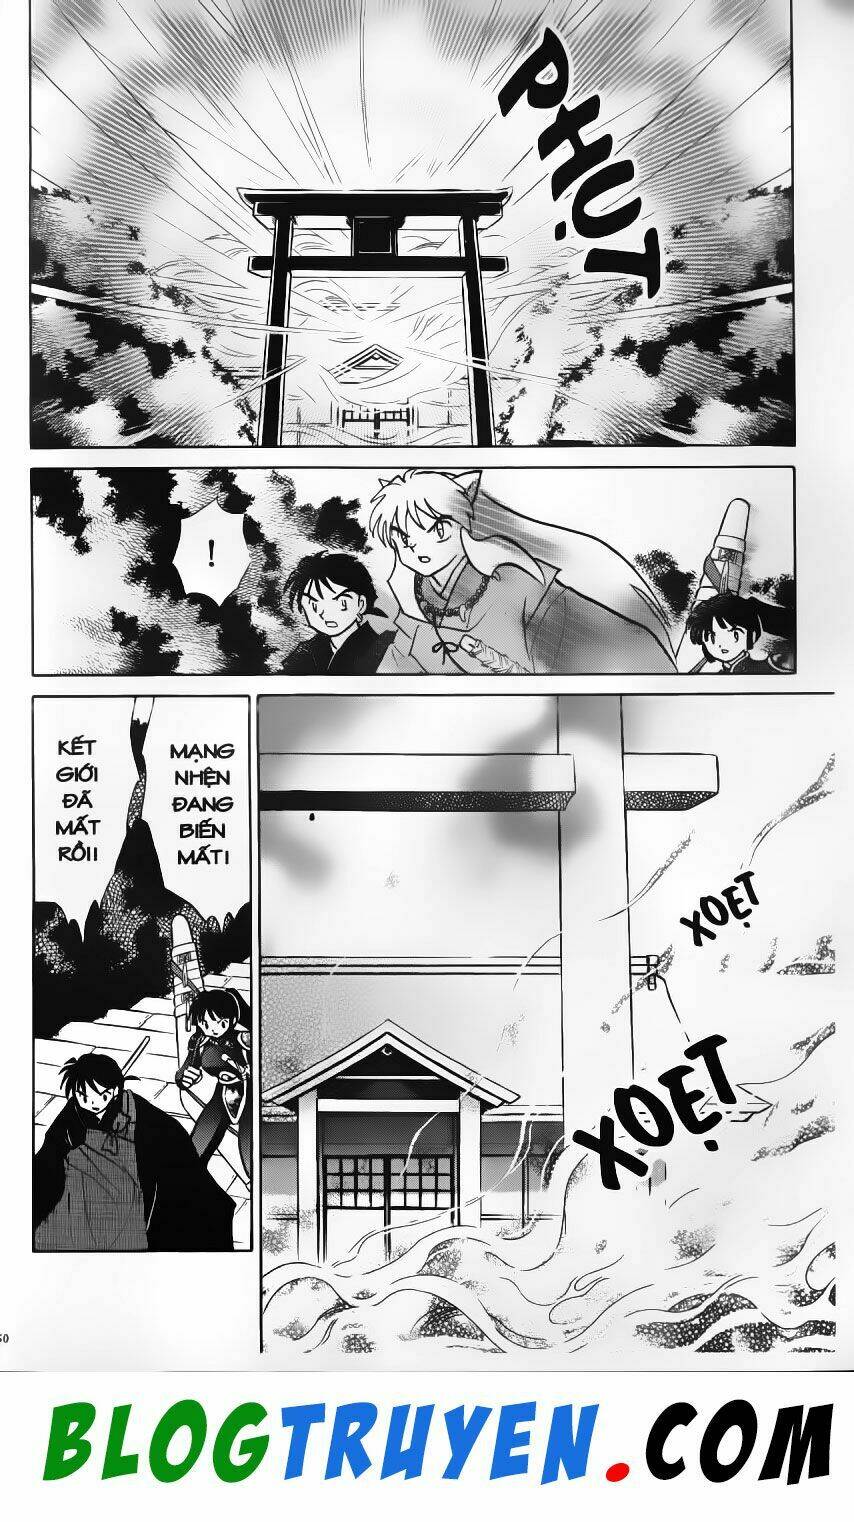 PHỤT
!
MẠNG
NHỆN
ĐANG
BIẾN
MẤT!
KẾT
GIỚI
ĐÃ
MẤT
RỒI!
XOẸT
XOẸT
50
BLOGTRUYEN.COM